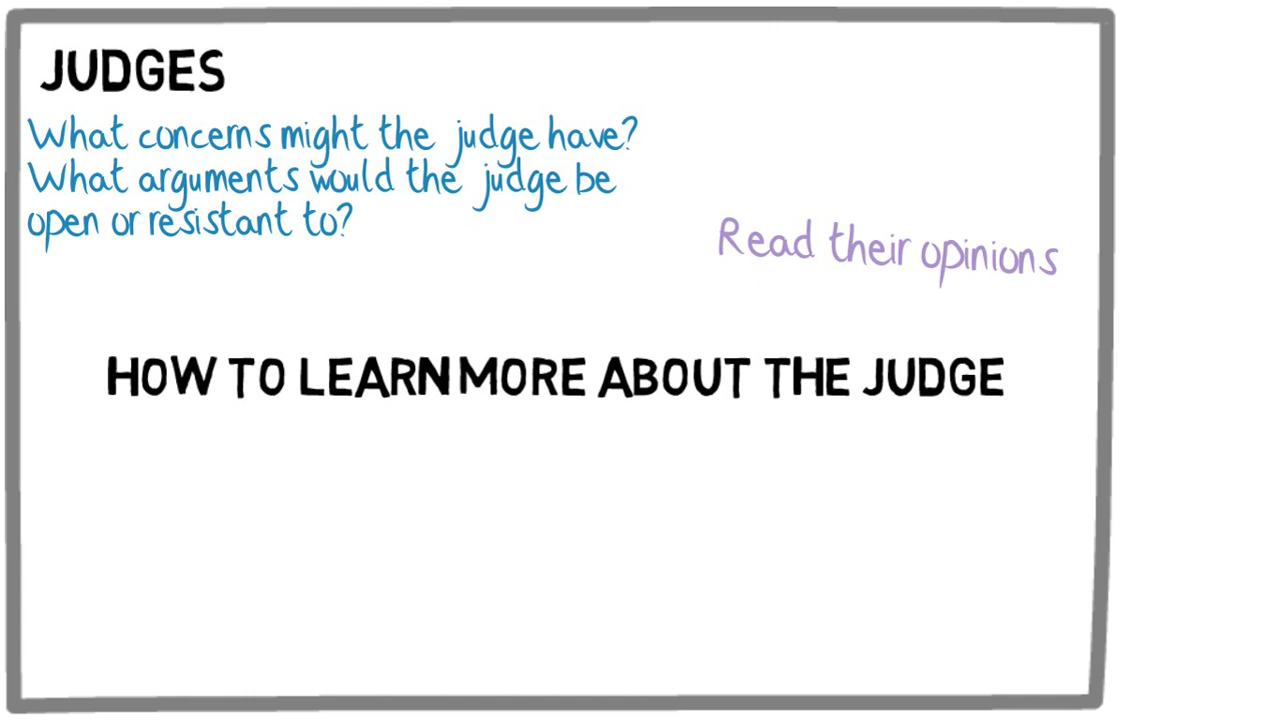 JUDGES
What concerns might the judge have?
What arguments would the judge be
open or resistant to?
Read their opinions
HOW TO LEARN MORE ABOUT THE JUDGE